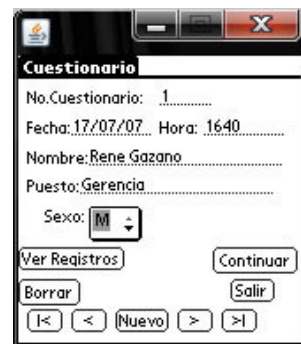 Cuestionario
No.Cuestionario: 1
Fecha: 17/07/07 Hora: 1640
Nombre: Rene Gazano
Puesto: Gerencia
Sexo: M
Ver Registros Continuar
Borrar Salir
|< < Nuevo > >|